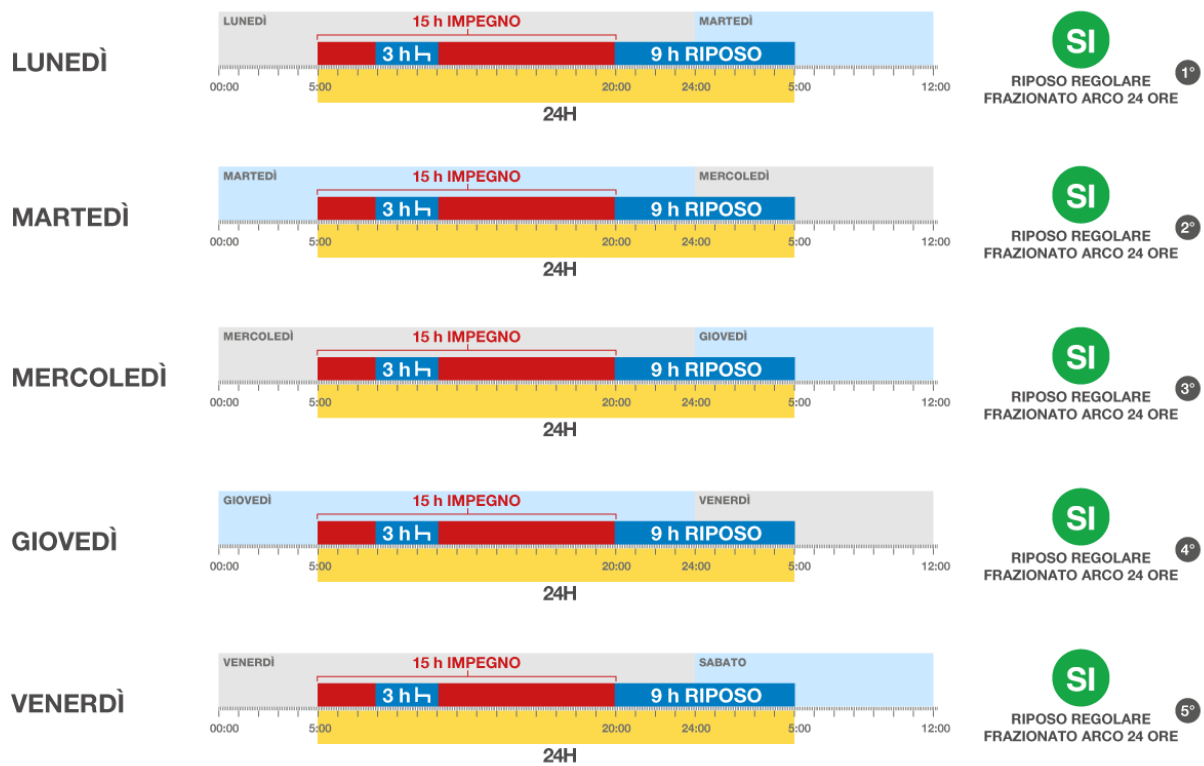 LUNEDÌ
LUNEDÌ
15 h IMPEGNO
MARTEDÌ
3 h
9 h RIPOSO
00:00
5:00
20:00
24:00
5:00
12:00
24H
SI
RIPOSO REGOLARE
FRAZIONATO ARCO 24 ORE
1°
MARTEDÌ
MARTEDÌ
15 h IMPEGNO
MERCOLEDÌ
3 h
9 h RIPOSO
00:00
5:00
20:00
24:00
5:00
12:00
24H
SI
RIPOSO REGOLARE
FRAZIONATO ARCO 24 ORE
2°
MERCOLEDÌ
MERCOLEDÌ
15 h IMPEGNO
GIOVEDÌ
3 h
9 h RIPOSO
00:00
5:00
20:00
24:00
5:00
12:00
24H
SI
RIPOSO REGOLARE
FRAZIONATO ARCO 24 ORE
3°
GIOVEDÌ
GIOVEDÌ
15 h IMPEGNO
VENERDÌ
3 h
9 h RIPOSO
00:00
5:00
20:00
24:00
5:00
12:00
24H
SI
RIPOSO REGOLARE
FRAZIONATO ARCO 24 ORE
4°
VENERDÌ
VENERDÌ
15 h IMPEGNO
SABATO
3 h
9 h RIPOSO
00:00
5:00
20:00
24:00
5:00
12:00
24H
SI
RIPOSO REGOLARE
FRAZIONATO ARCO 24 ORE
5°